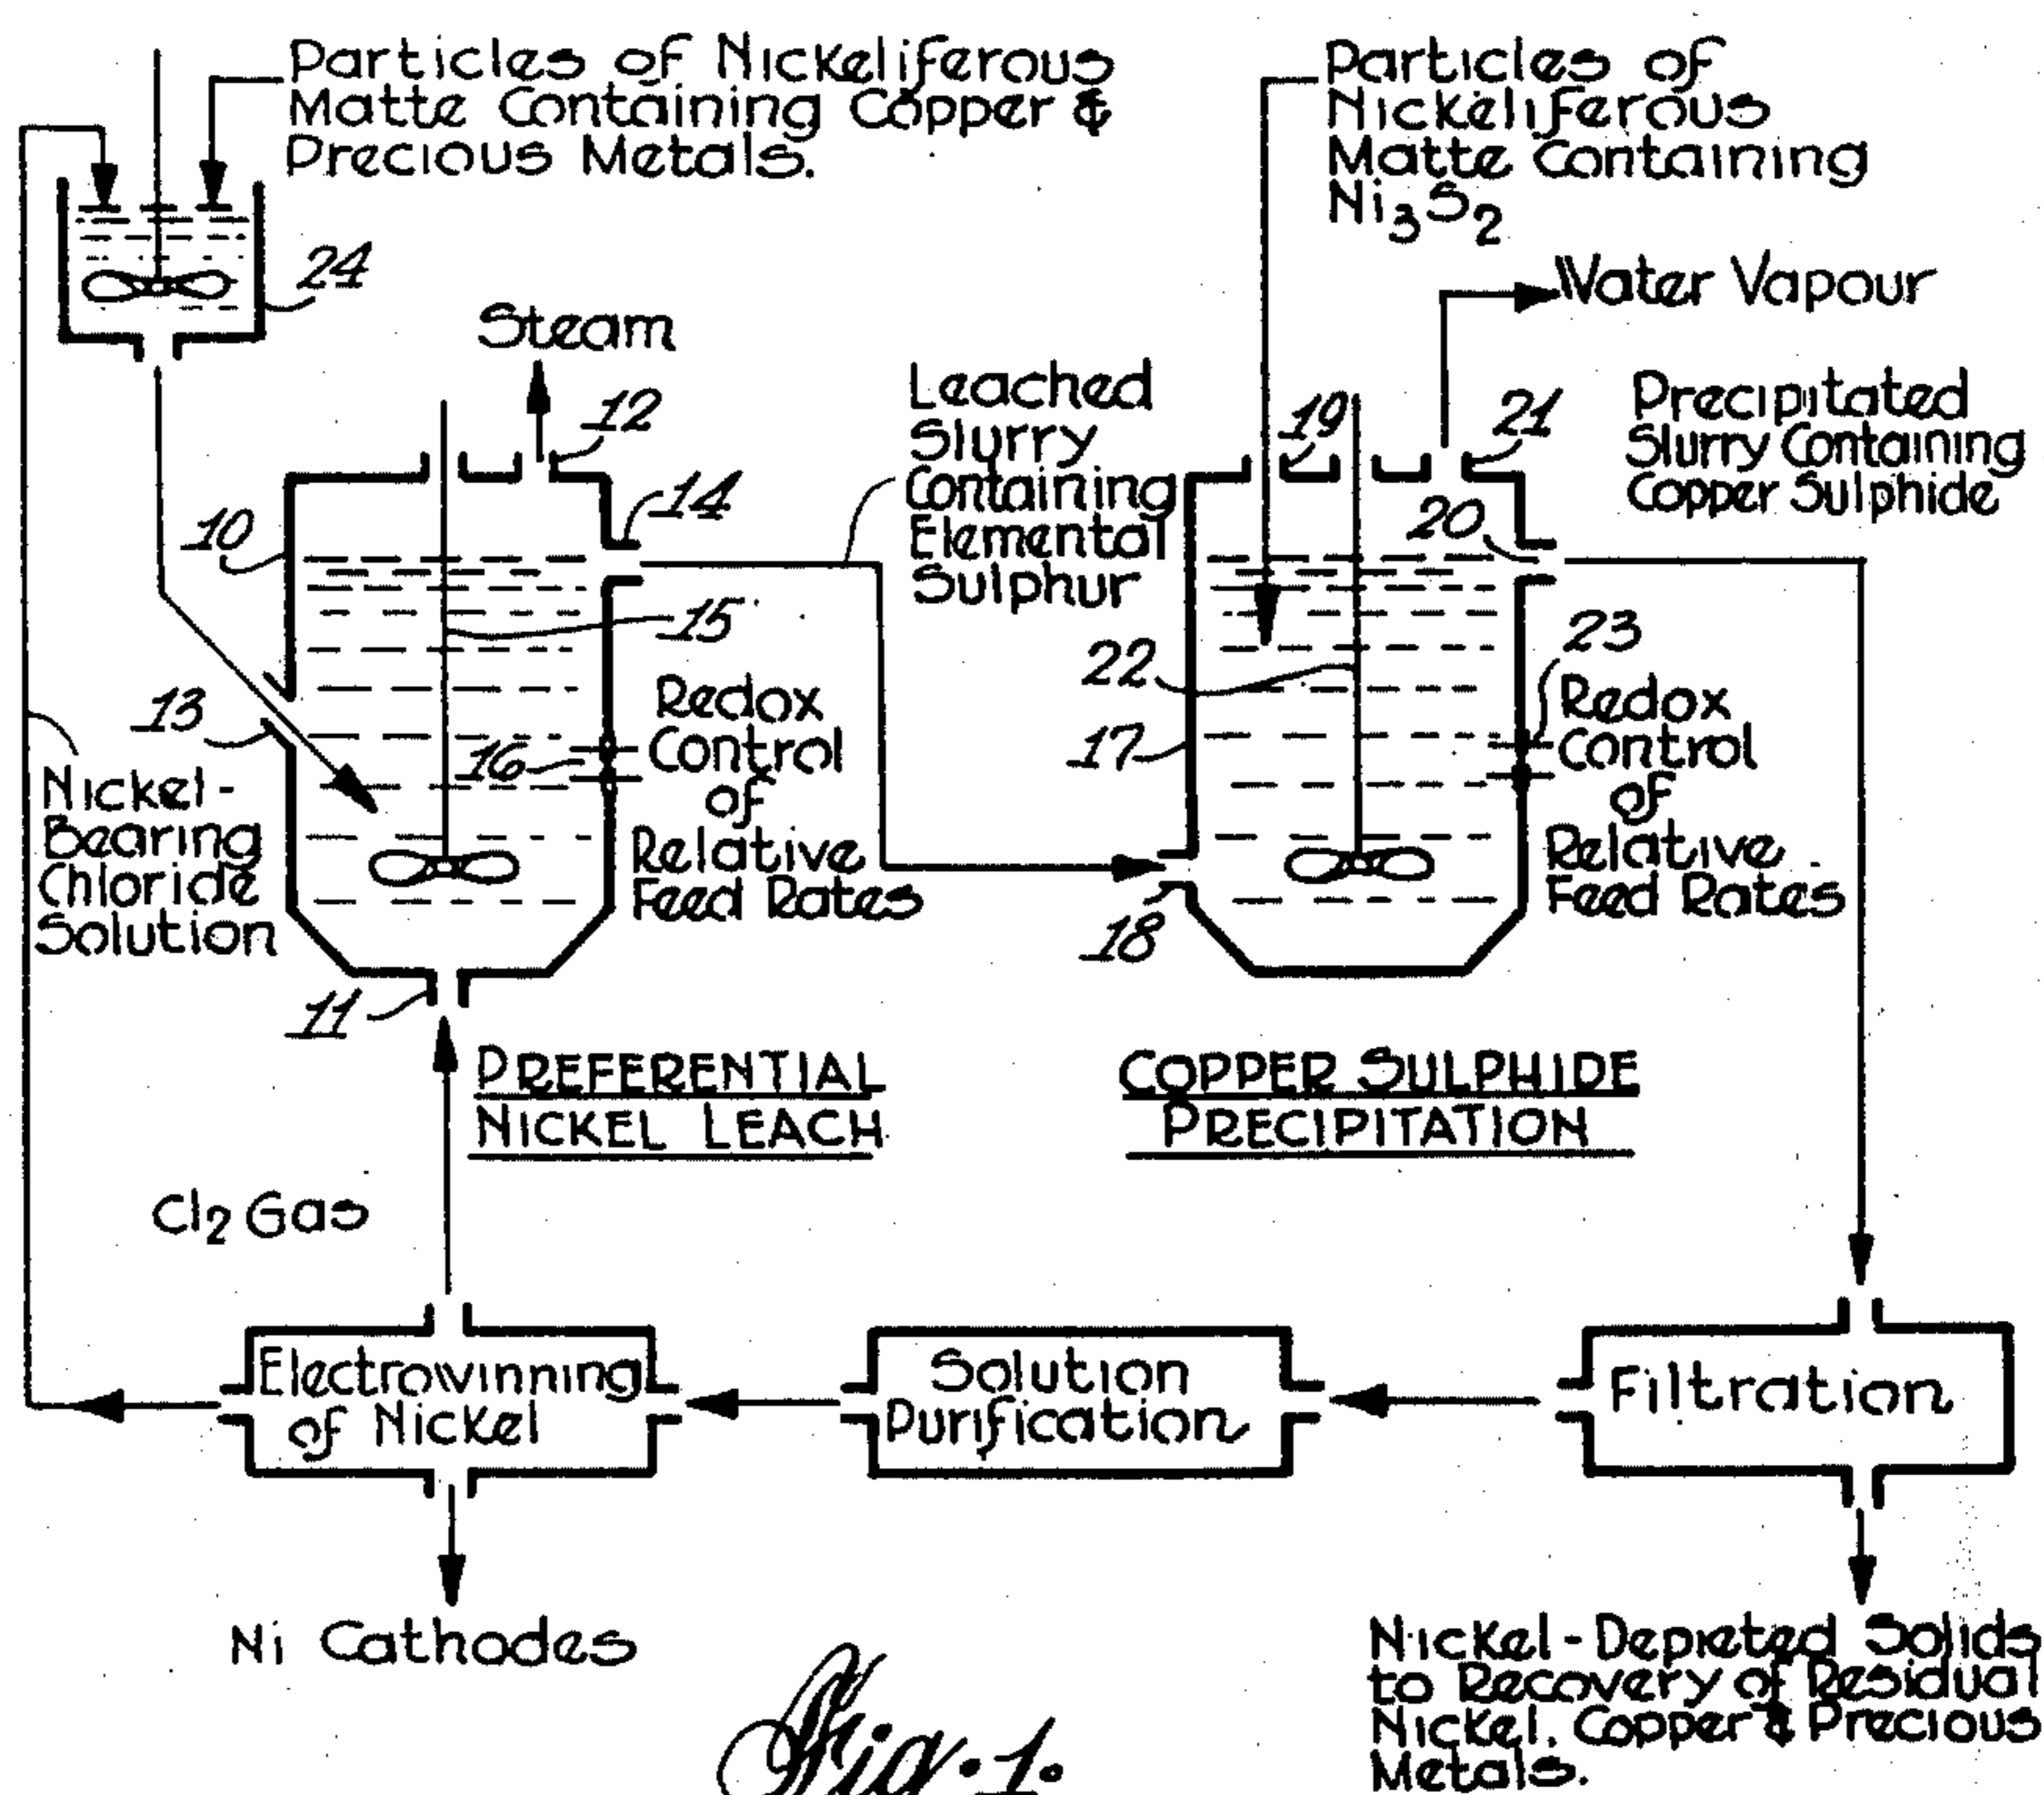 Particles of Nickeliferous
Matte Containing Copper &
Precious Metals.
Particles of
Nickeliferous
Matte Containing
Ni3S2
24
Steam
Water Vapour
12
Leached
Slurry
Containing
Elemental
Sulphur
19
21
Precipitated
Slurry Containing
Copper Sulphide
10
14
20
15
22
23
13
16
Redox
Control
of
Relative
Feed Rates
17
Redox
Control
of
Relative
Feed Rates
Nickel-
Bearing
Chloride
Solution
18
11
PREFERENTIAL
NICKEL LEACH
COPPER SULPHIDE
PRECIPITATION
Cl2 Gas
Electrowinning
of Nickel
Solution
Purification
Filtration
Ni Cathodes
Nickel-Depleted Solids
to Recovery of Residual
Nickel, Copper & Precious
Metals.
Fig.1.